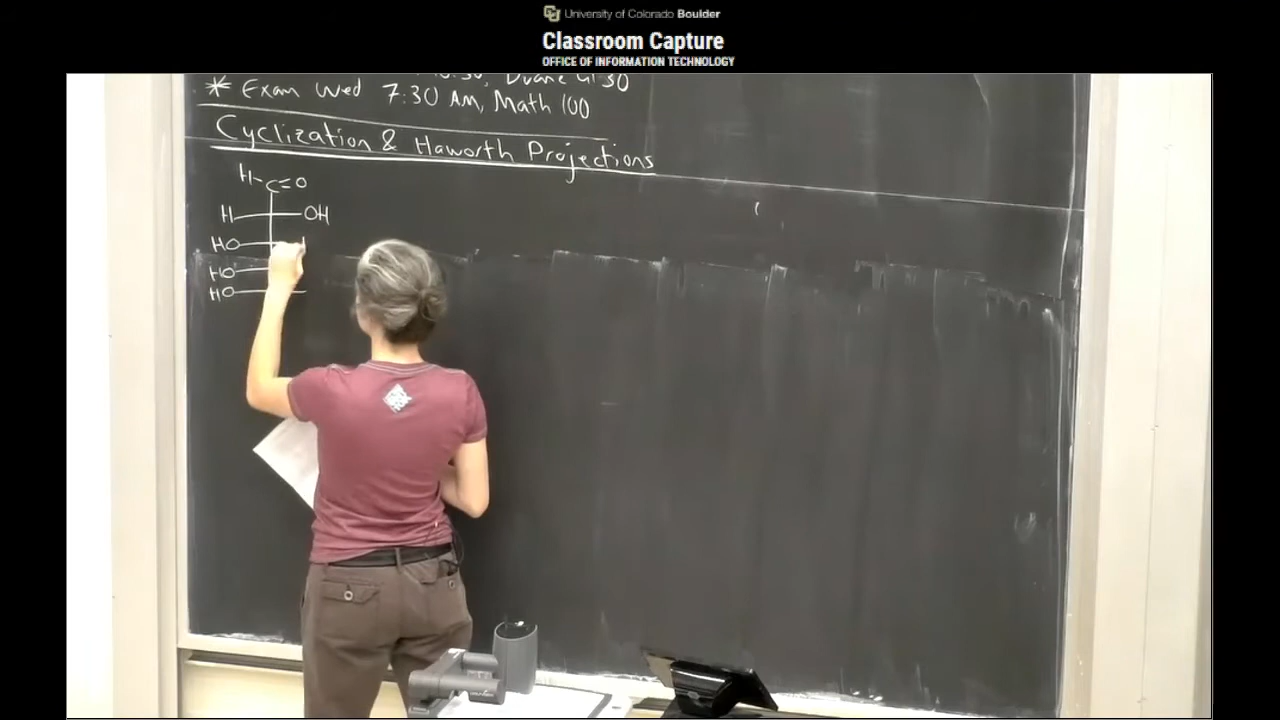 University of Colorado Boulder
Classroom Capture
OFFICE OF INFORMATION TECHNOLOGY
* Exam Wed 7:30 AM, Math 100
Cyclization & Haworth Projections
H-C=O
H OH
HO
HO
HO